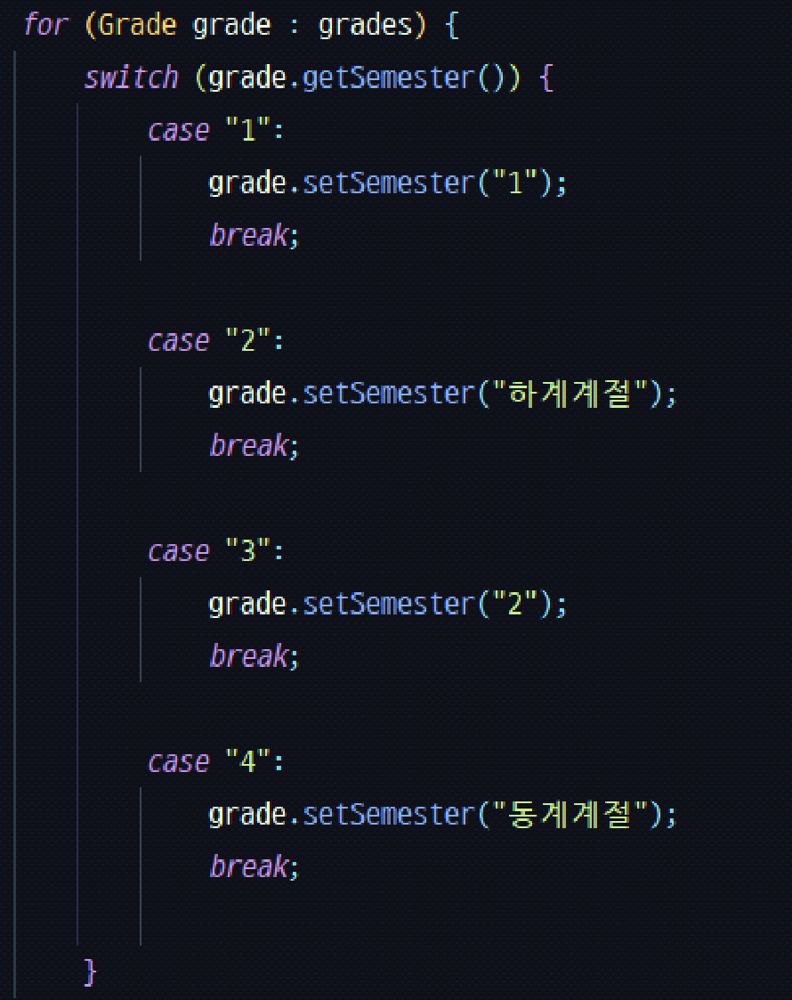 for (Grade grade : grades) {
switch (grade.getSemester()) {
case "1":
grade.setSemester("1");
break;
case "2":
grade.setSemester("하계계절");
break;
case "3":
grade.setSemester("2");
break;
case "4":
grade.setSemester("동계계절");
break;
}